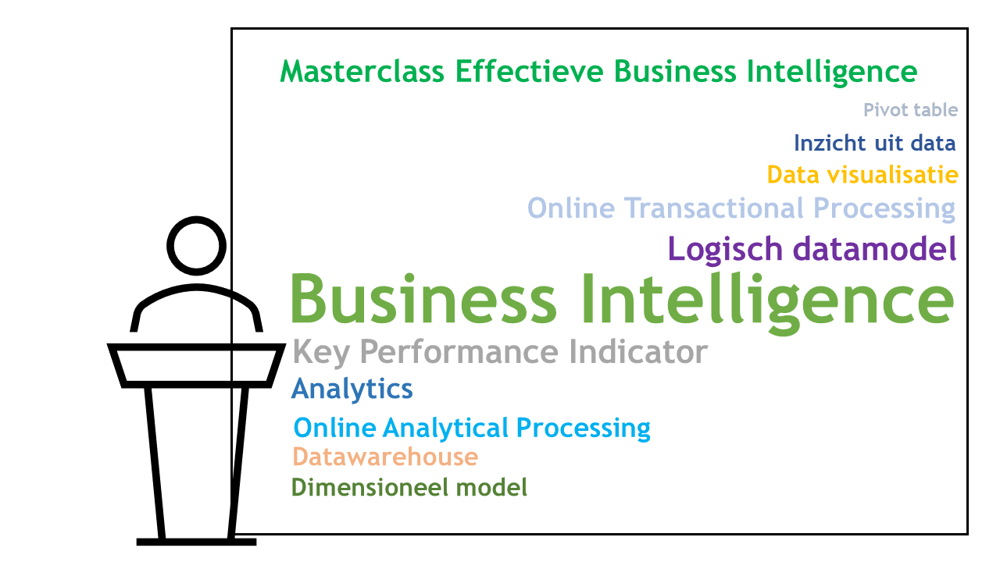 Masterclass Effectieve Business Intelligence
Pivot table
Inzicht uit data
Data visualisatie
Online Transactional Processing
Logisch datamodel
Business Intelligence
Key Performance Indicator
Analytics
Online Analytical Processing
Datawarehouse
Dimensioneel model